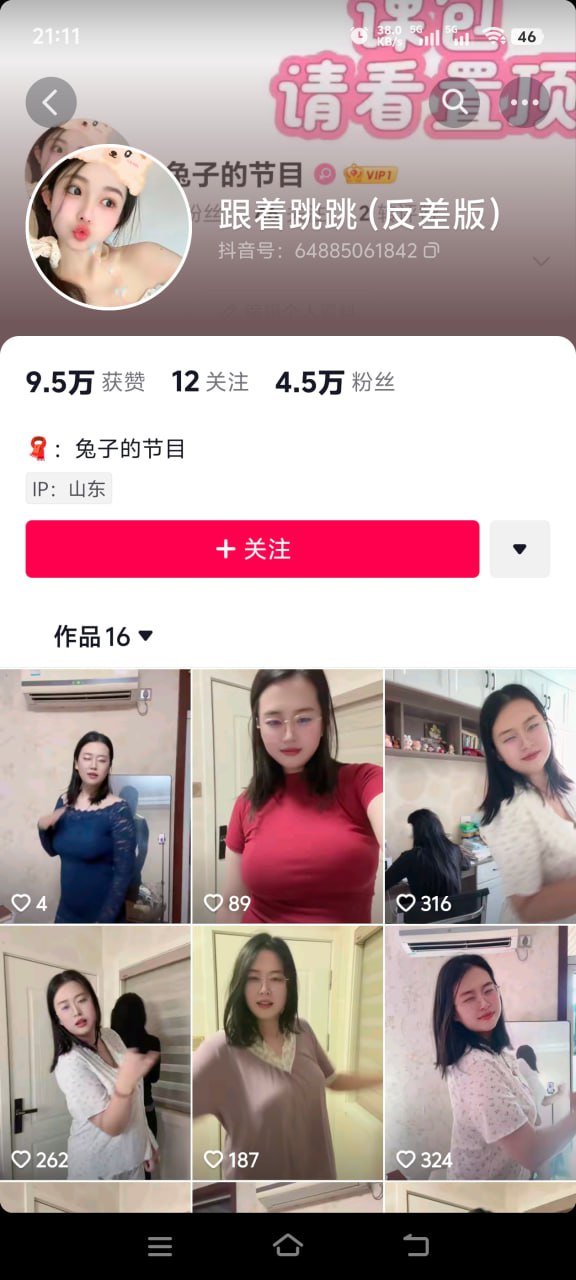 21:11 38.0 KB/s 5G 5G 46
课包
请看置顶
兔子的节目 VIP1
粉丝
跟着跳跳(反差版)
抖音号: 64885061842
9.5万 获赞 12 关注 4.5万 粉丝
: 兔子的节目
IP: 山东
+ 关注
作品 16
4 89 316
262 187 324